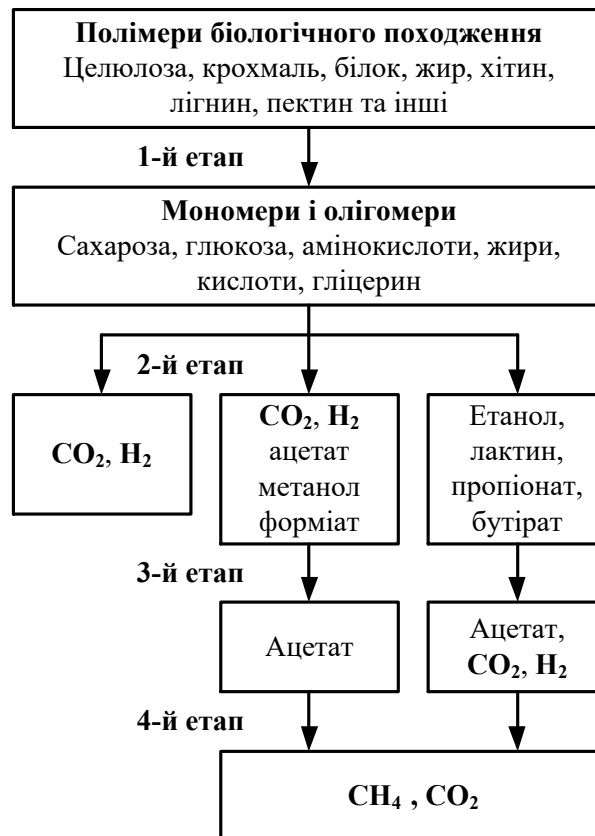 Полімери біологічного походження
Целюлоза, крохмаль, білок, жир, хітин,
лігнин, пектин та інші
1-й етап
Мономери і олігомери
Сахароза, глюкоза, амінокислоти, жири,
кислоти, гліцерин
2-й етап
CO₂, H₂
CO₂, H₂
ацетат
метанол
форміат
Етанол,
лактин,
пропіонат,
бутірат
3-й етап
Ацетат
Ацетат,
CO₂, H₂
4-й етап
CH₄ , CO₂